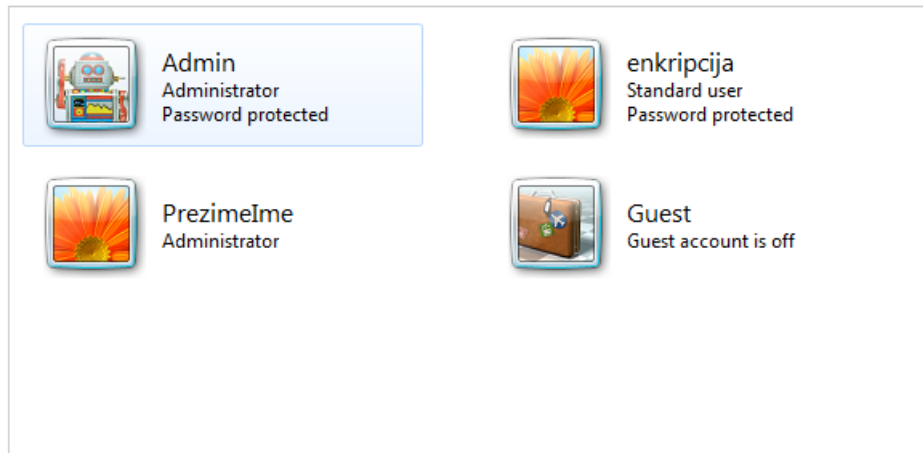 Admin
Administrator
Password protected
enkripcija
Standard user
Password protected
PrezimeIme
Administrator
Guest
Guest account is off